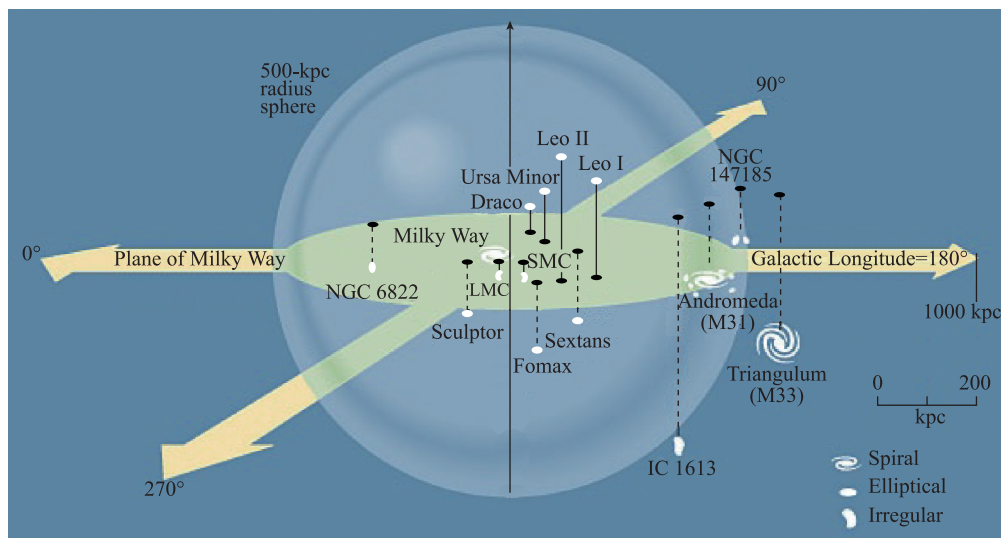 500-kpc
radius
sphere
90°
Leo II
NGC
147185
Leo I
Ursa Minor
Draco
0°
Plane of Milky Way
Milky Way
SMC
Galactic Longitude=180°
NGC 6822
LMC
Andromeda
(M31)
1000 kpc
Sculptor
Sextans
Fomax
Triangulum
(M33)
0
200
kpc
IC 1613
270°
Spiral
Elliptical
Irregular